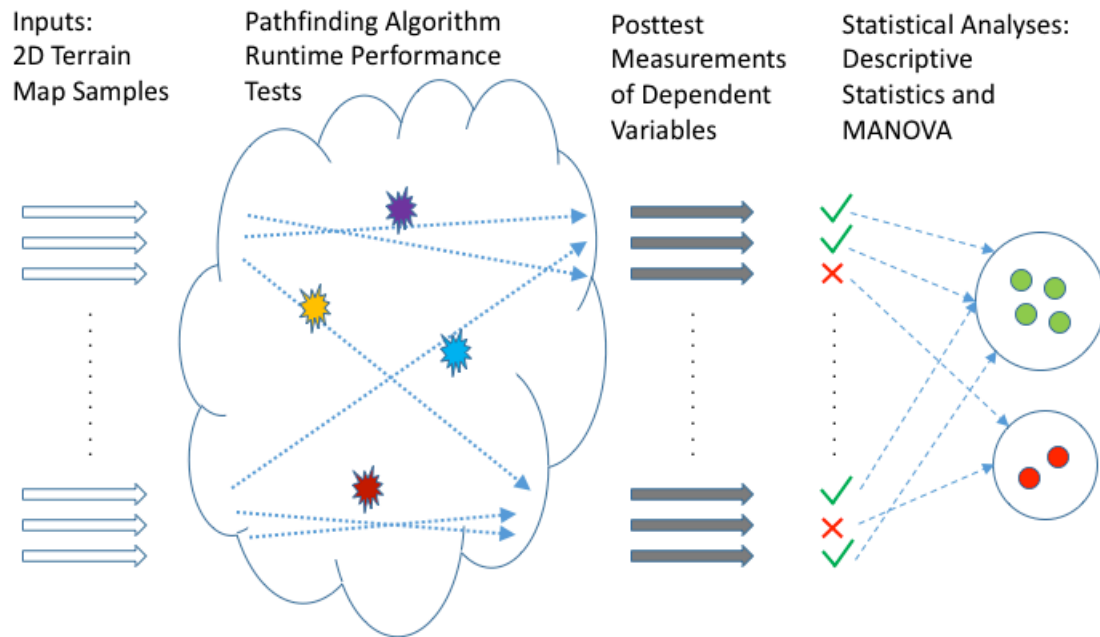 Inputs:
2D Terrain
Map Samples
Pathfinding Algorithm
Runtime Performance
Tests
Posttest
Measurements
of Dependent
Variables
Statistical Analyses:
Descriptive
Statistics and
MANOVA